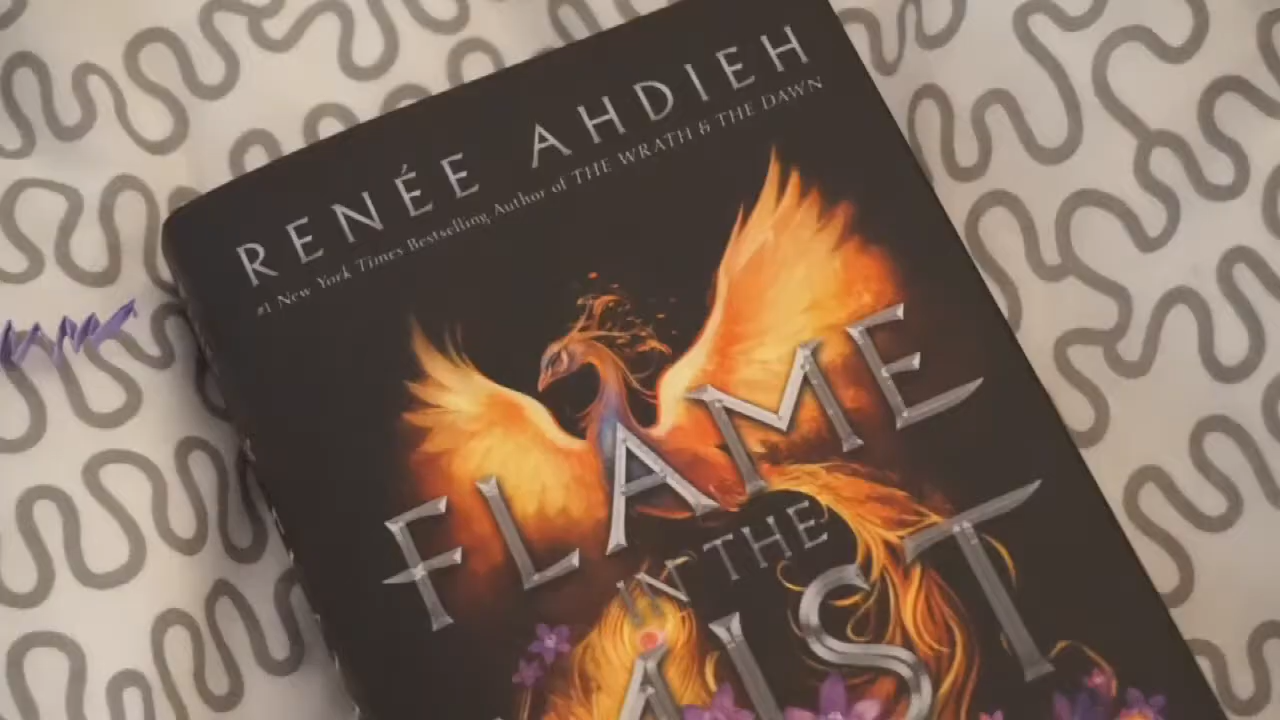 RENÉE AHDIEH
#1 New York Times Bestselling Author of THE WRATH & THE DAWN
FLAME
IN THE